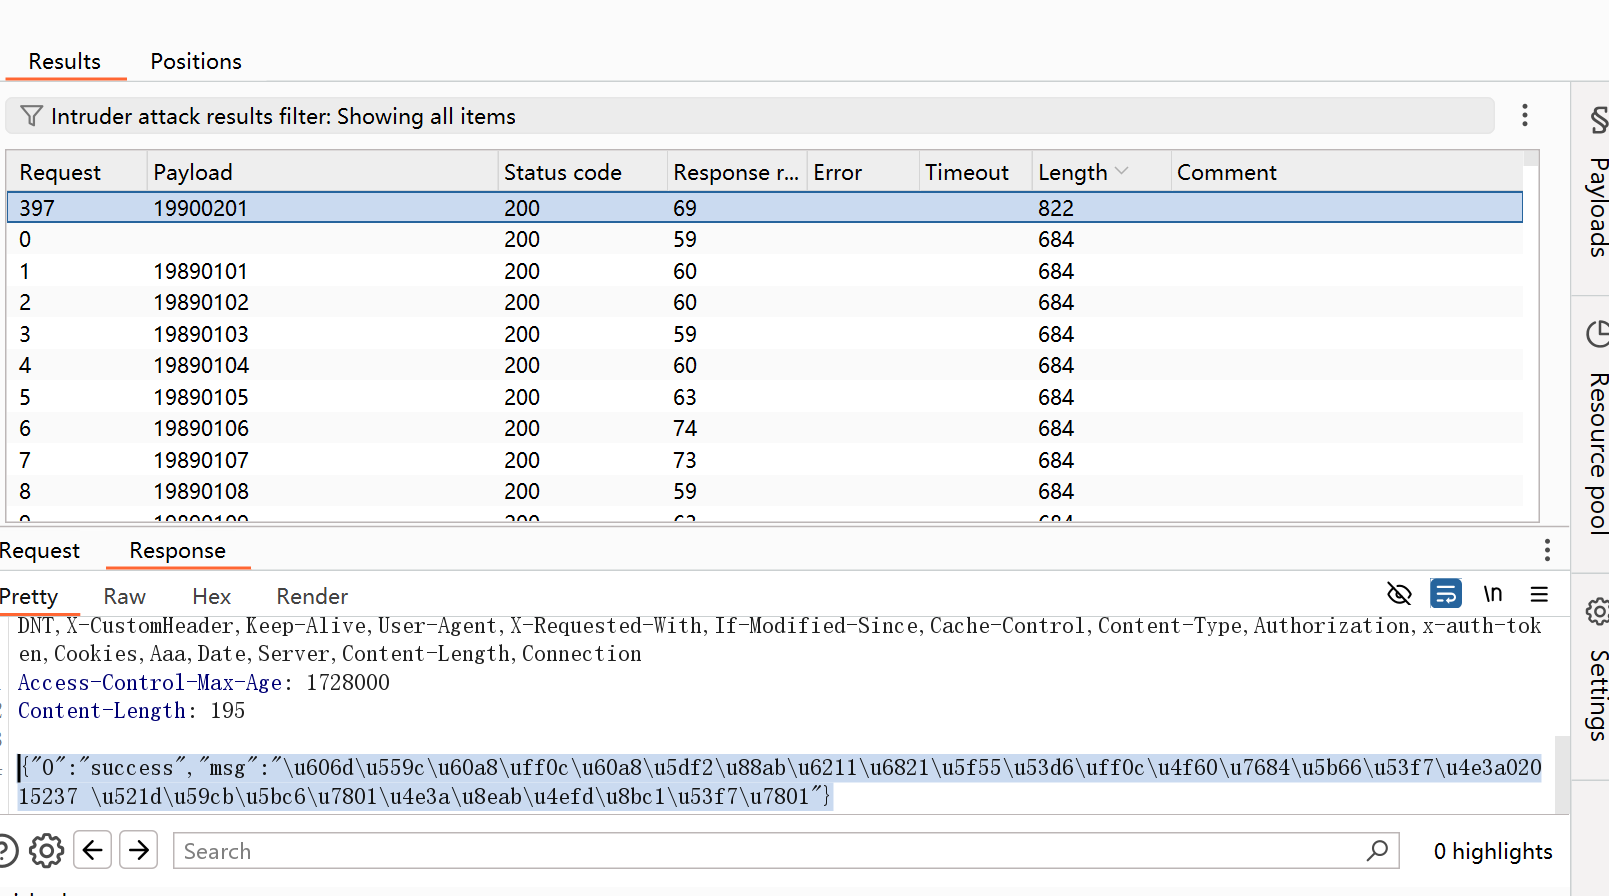 Results Positions
Intruder attack results filter: Showing all items
Request Payload Status code Response r... Error Timeout Length Comment
397 19900201 200 69 822
0 200 59 684
1 19890101 200 60 684
2 19890102 200 60 684
3 19890103 200 59 684
4 19890104 200 60 684
5 19890105 200 63 684
6 19890106 200 74 684
7 19890107 200 73 684
8 19890108 200 59 684
Request Response
Pretty Raw Hex Render \n
DNT,X-CustomHeader,Keep-Alive,User-Agent,X-Requested-With,If-Modified-Since,Cache-Control,Content-Type,Authorization,x-auth-tok
en,Cookies,Aaa,Date,Server,Content-Length,Connection
Access-Control-Max-Age: 1728000
Content-Length: 195
{"0":"success","msg":"\u606d\u559c\u60a8\uff0c\u60a8\u5df2\u88ab\u6211\u6821\u5f55\u53d6\uff0c\u4f60\u7684\u5b66\u53f7\u4e3a020
15237 \u521d\u59cb\u5bc6\u7801\u4e3a\u8eab\u4efd\u8bc1\u53f7\u7801"}
Search 0 highlights
Payloads
Resource pool
Settings